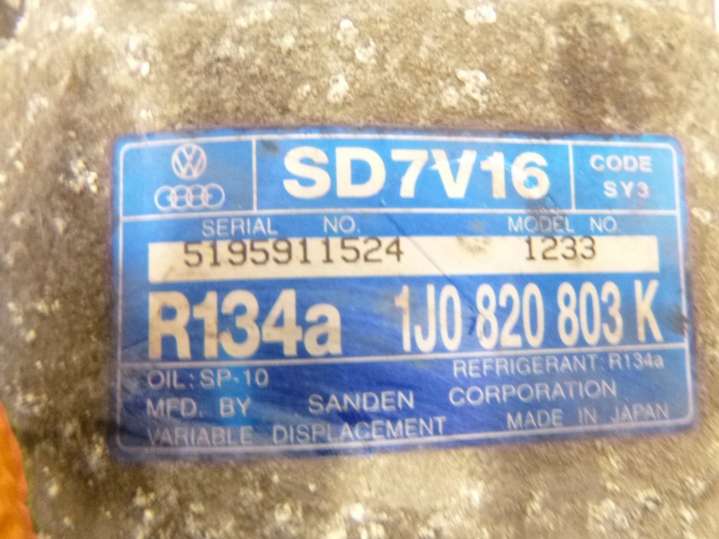 SD7V16
CODE
SY3
SERIAL NO. MODEL NO.
5195911524 1233
R134a 1J0 820 803 K
OIL:SP-10 REFRIGERANT:R134a
MFD. BY SANDEN CORPORATION
VARIABLE DISPLACEMENT MADE IN JAPAN